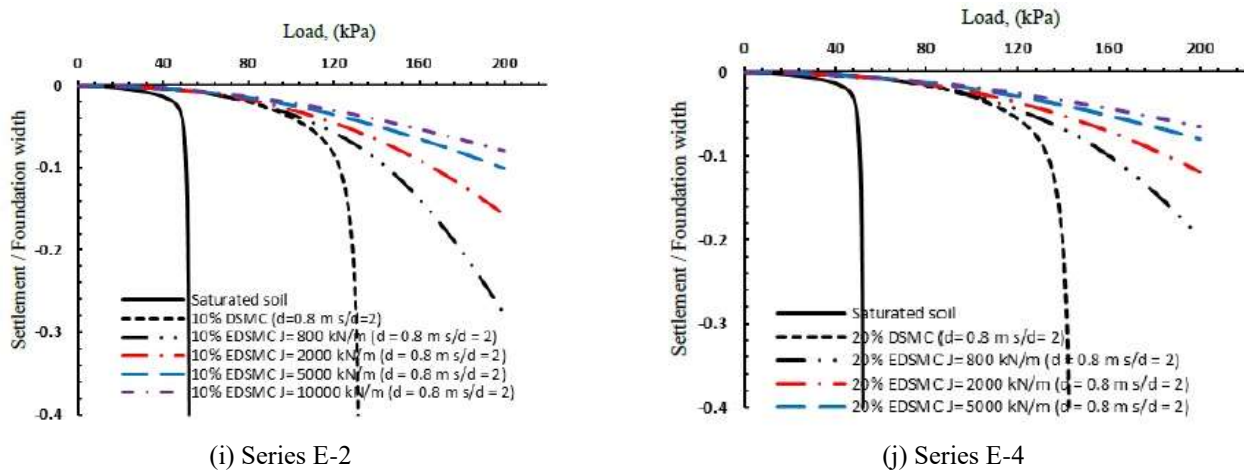 Load, (kPa)
0 40 80 120 160 200
0
-0.1
-0.2
-0.3
-0.4
Settlement / Foundation width
Saturated soil
10% DSMC (d=0.8 m s/d=2)
10% EDSMC J=800 kN/m (d = 0.8 m s/d = 2)
10% EDSMC J=2000 kN/m (d = 0.8 m s/d = 2)
10% EDSMC J=5000 kN/m (d = 0.8 m s/d = 2)
10% EDSMC J=10000 kN/m (d = 0.8 m s/d = 2)
(i) Series E-2
Load, (kPa)
0 40 80 120 160 200
0
-0.1
-0.2
-0.3
-0.4
Settlement / Foundation width
Saturated soil
20% DSMC (d=0.8 m s/d= 2)
20% EDSMC J=800 kN/m (d = 0.8 m s/d = 2)
20% EDSMC J=2000 kN/m (d = 0.8 m s/d = 2)
20% EDSMC J=5000 kN/m (d = 0.8 m s/d = 2)
(j) Series E-4